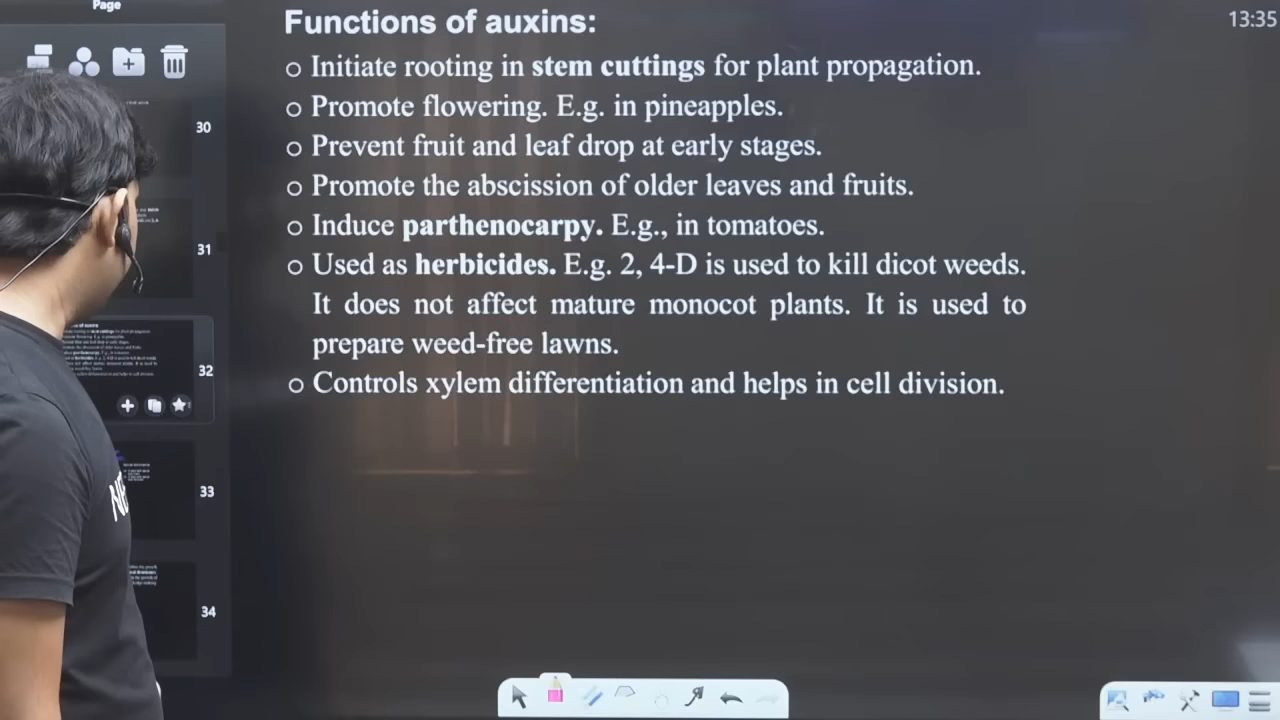 Page
13:35
Functions of auxins:
o Initiate rooting in stem cuttings for plant propagation.
o Promote flowering. E.g. in pineapples.
o Prevent fruit and leaf drop at early stages.
o Promote the abscission of older leaves and fruits.
o Induce parthenocarpy. E.g., in tomatoes.
o Used as herbicides. E.g. 2, 4-D is used to kill dicot weeds.
It does not affect mature monocot plants. It is used to
prepare weed-free lawns.
o Controls xylem differentiation and helps in cell division.
30
31
32
33
34